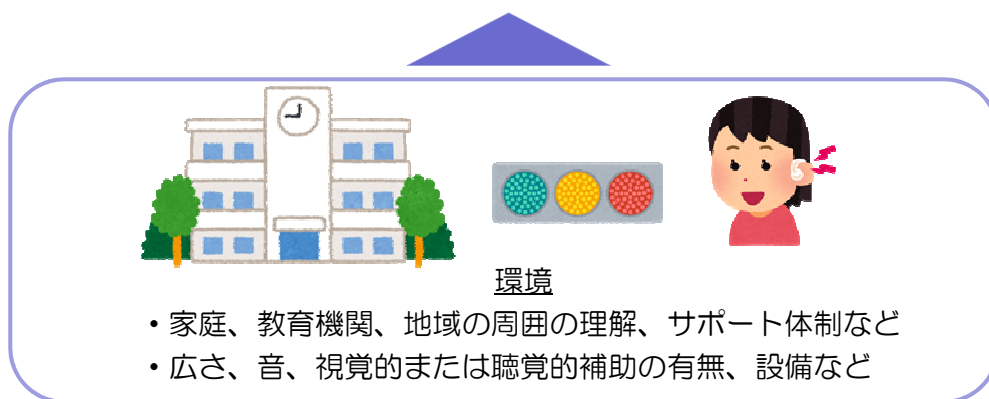 環境
・家庭、教育機関、地域の周囲の理解、サポート体制など
・広さ、音、視覚的または聴覚的補助の有無、設備など